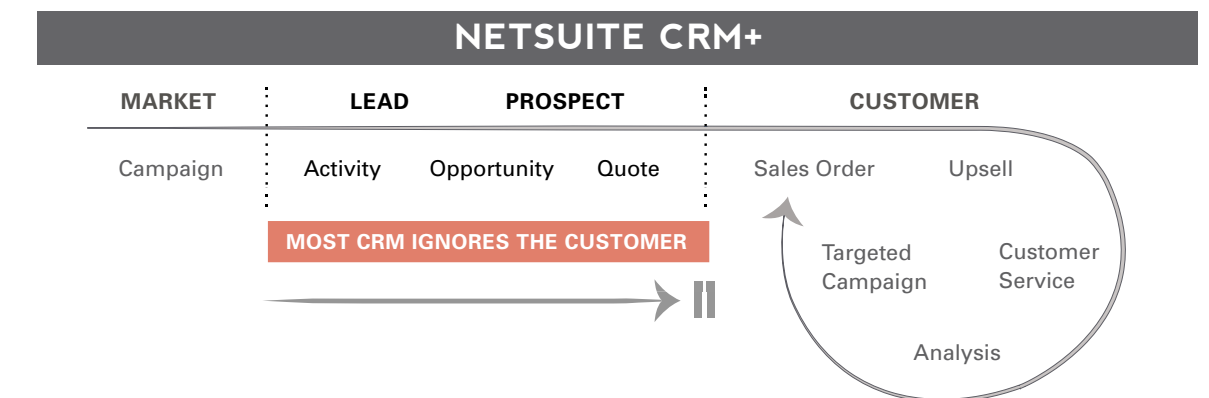 NETSUITE CRM+
MARKET LEAD PROSPECT CUSTOMER
Campaign Activity Opportunity Quote Sales Order Upsell
MOST CRM IGNORES THE CUSTOMER
Targeted
Campaign
Customer
Service
Analysis